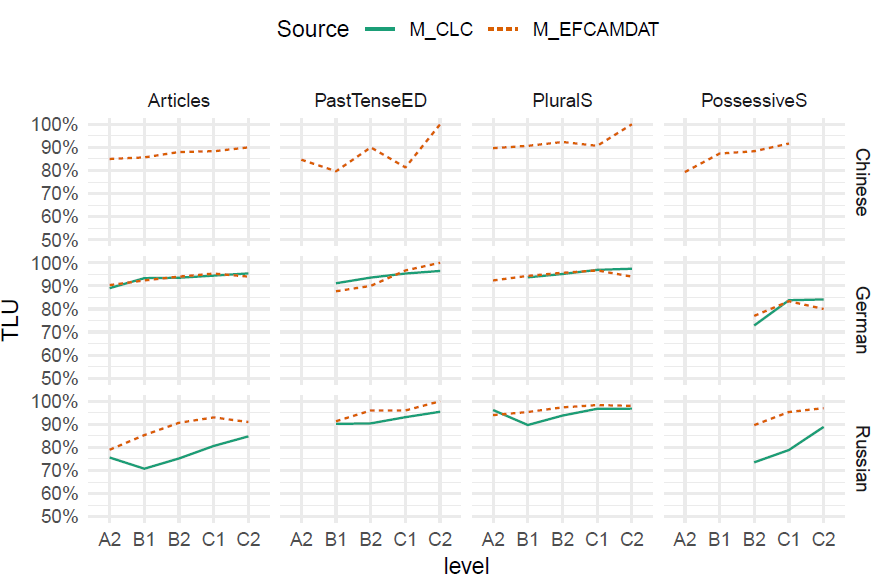 Source M_CLC M_EFCAMDAT
Articles PastTenseED PluralS PossessiveS
100%
90%
80%
70%
60%
50%
Chinese
100%
90%
80%
70%
60%
50%
German
TLU
100%
90%
80%
70%
60%
50%
Russian
A2 B1 B2 C1 C2 A2 B1 B2 C1 C2 A2 B1 B2 C1 C2 A2 B1 B2 C1 C2
level